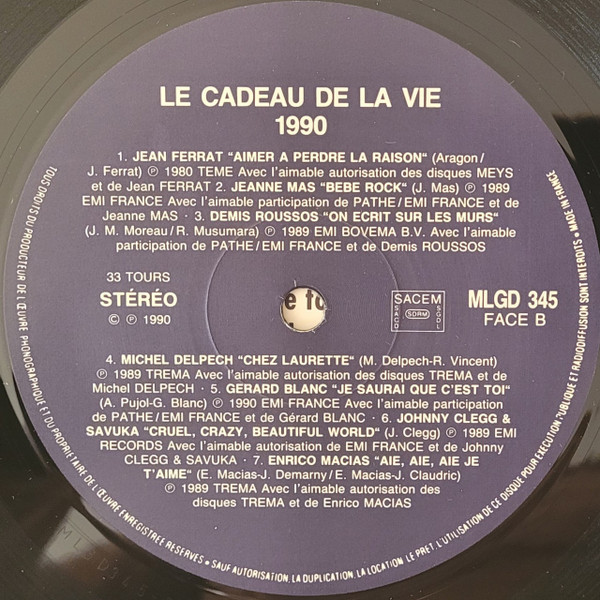 LE CADEAU DE LA VIE
1990
1. JEAN FERRAT "AIMER A PERDRE LA RAISON" (Aragon/
J. Ferrat) ℗ 1980 TEME Avec l'aimable autorisation des disques MEYS
et de Jean FERRAT 2. JEANNE MAS "BEBE ROCK" (J. Mas) ℗ 1989
EMI FRANCE Avec l'aimable participation de PATHE/EMI FRANCE et de
Jeanne MAS · 3. DEMIS ROUSSOS "ON ECRIT SUR LES MURS"
(J. M. Moreau/R. Musumara) ℗ 1989 EMI BOVEMA B.V. Avec l'aimable
participation de PATHE/EMI FRANCE et de Demis ROUSSOS
33 TOURS
STÉRÉO
© ℗ 1990
e to
SACEM
SACD
SDRM
SGDL
MLGD 345
FACE B
4. MICHEL DELPECH "CHEZ LAURETTE" (M. Delpech-R. Vincent)
℗ 1989 TREMA Avec l'aimable autorisation des disques TREMA et de
Michel DELPECH · 5. GERARD BLANC "JE SAURAI QUE C'EST TOI"
(A. Pujol-G. Blanc) ℗ 1990 EMI FRANCE Avec l'aimable participation
de PATHE/EMI FRANCE et de Gérard BLANC · 6. JOHNNY CLEGG &
SAVUKA "CRUEL, CRAZY, BEAUTIFUL WORLD" (J. Clegg) ℗ 1989 EMI
RECORDS Avec l'aimable autorisation de EMI FRANCE et de Johnny
CLEGG & SAVUKA · 7. ENRICO MACIAS "AIE, AIE, AIE JE
T'AIME" (E. Macias-J. Demarny/E. Macias-J. Claudric)
℗ 1989 TREMA Avec l'aimable autorisation des
disques TREMA et de Enrico MACIAS
TOUS DROITS DU PRODUCTEUR DE L'ŒUVRE PHONOGRAPHIQUE ET DU PROPRIETAIRE DE L'ŒUVRE ENREGISTREE RESERVES • SAUF AUTORISATION, LA DUPLICATION, LA LOCATION, LE PRET, L'UTILISATION DE CE DISQUE POUR EXECUTION PUBLIQUE ET RADIODIFFUSION SONT INTERDITS • MADE IN FRANCE